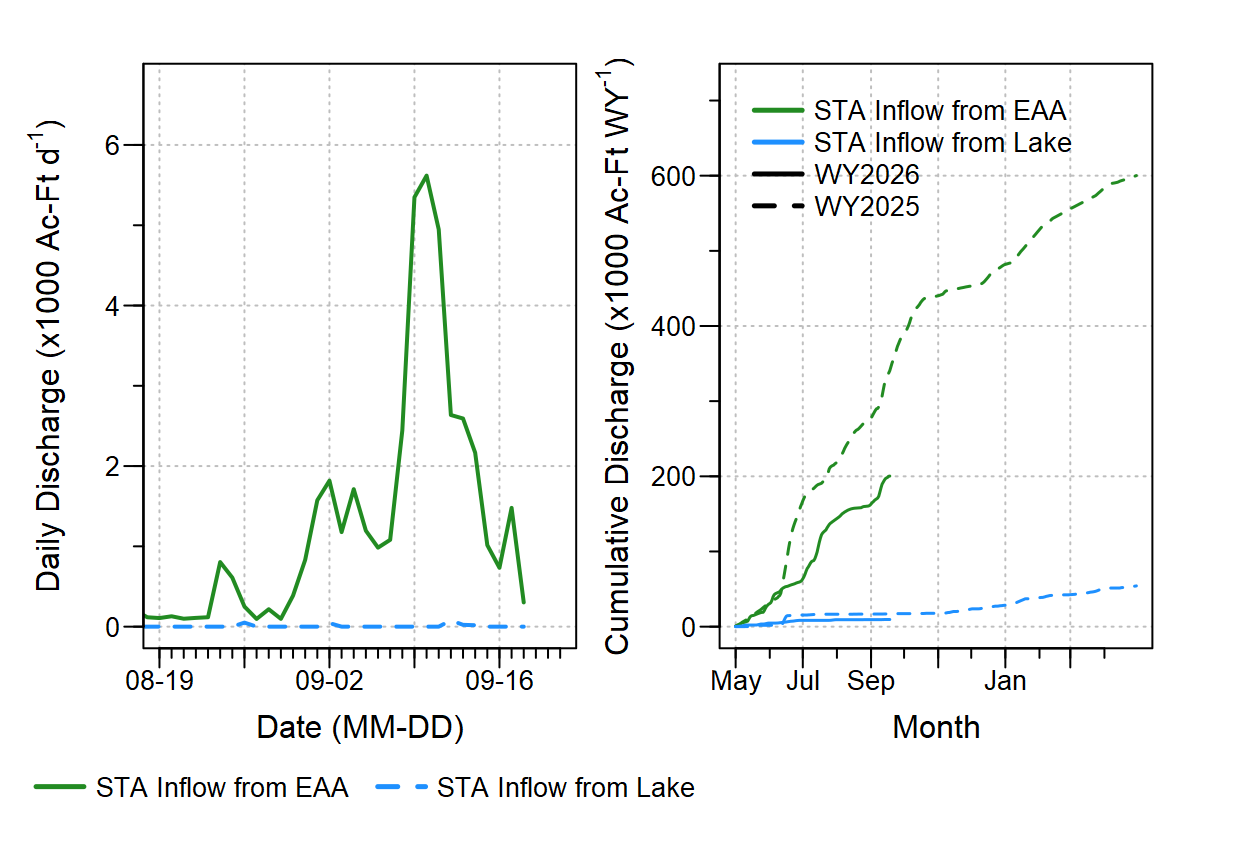 Daily Discharge (x1000 Ac-Ft d⁻¹)
6
4
2
0
08-19 09-02 09-16
Date (MM-DD)
Cumulative Discharge (x1000 Ac-Ft WY⁻¹)
600
400
200
0
STA Inflow from EAA
STA Inflow from Lake
WY2026
WY2025
May Jul Sep Jan
Month
STA Inflow from EAA STA Inflow from Lake